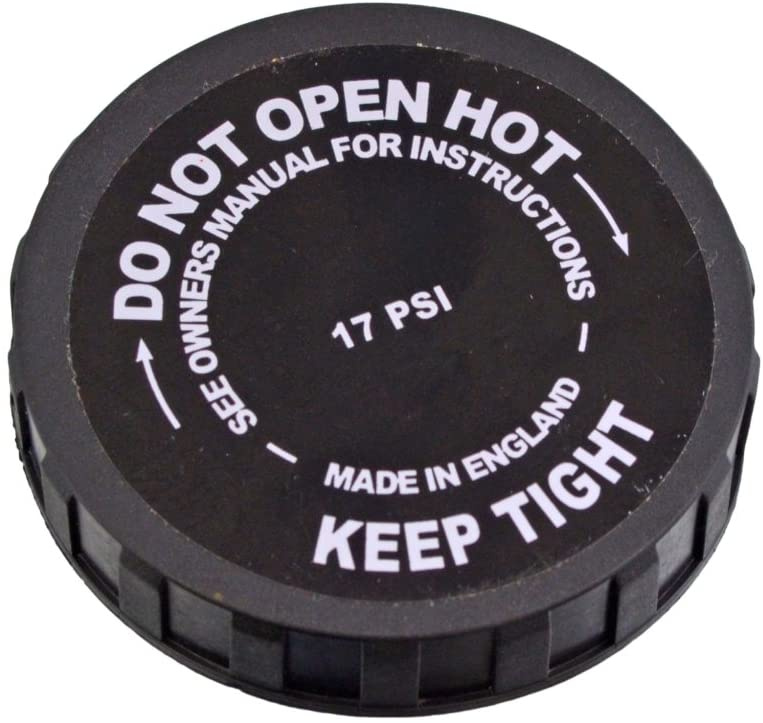 DO NOT OPEN HOT
SEE OWNERS MANUAL FOR INSTRUCTIONS
17 PSI
MADE IN ENGLAND
KEEP TIGHT